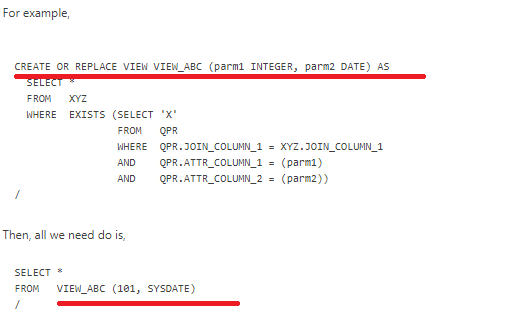 For example,
CREATE OR REPLACE VIEW VIEW_ABC (parm1 INTEGER, parm2 DATE) AS
  SELECT *
  FROM   XYZ
  WHERE  EXISTS (SELECT 'X'
                 FROM   QPR
                 WHERE  QPR.JOIN_COLUMN_1 = XYZ.JOIN_COLUMN_1
                 AND    QPR.ATTR_COLUMN_1 = (parm1)
                 AND    QPR.ATTR_COLUMN_2 = (parm2))
/
Then, all we need do is,
SELECT *
FROM   VIEW_ABC (101, SYSDATE)
/